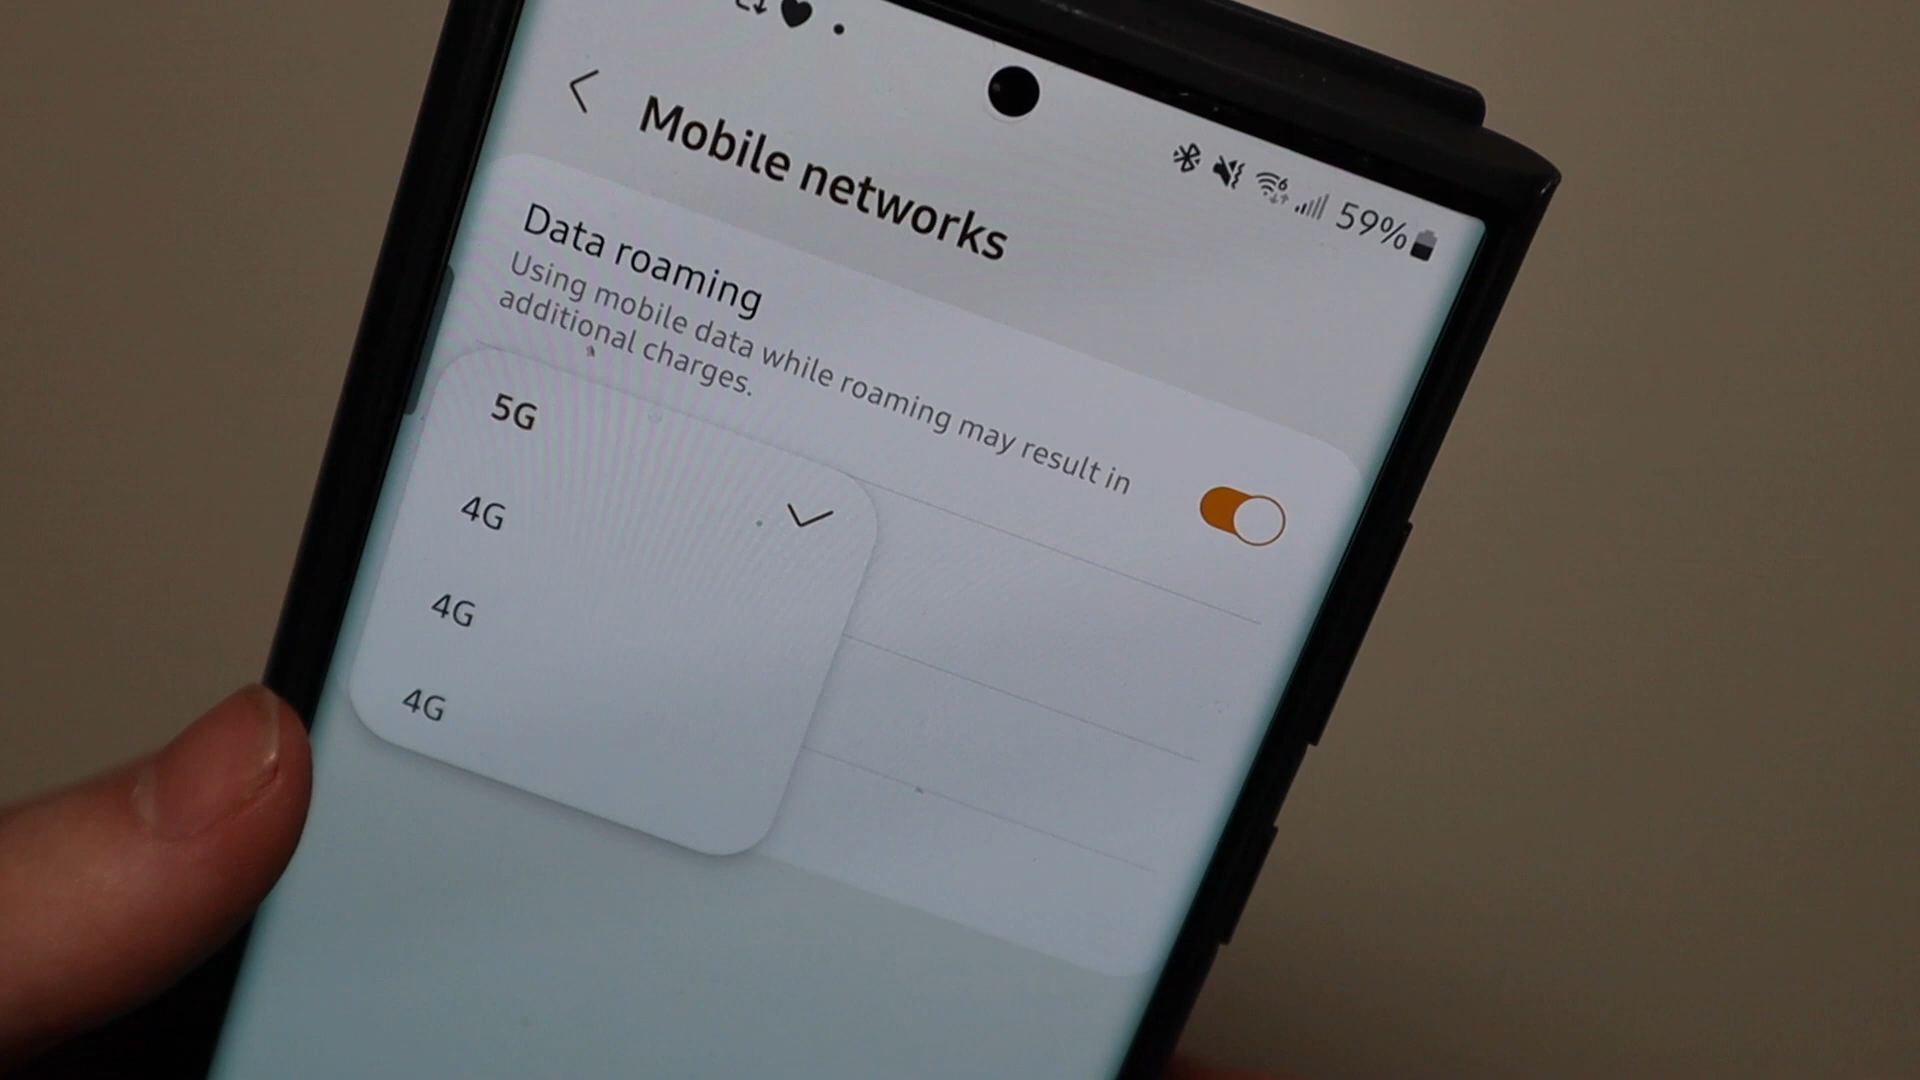 59%
Mobile networks
Data roaming
Using mobile data while roaming may result in
additional charges.
5G
4G
4G
4G